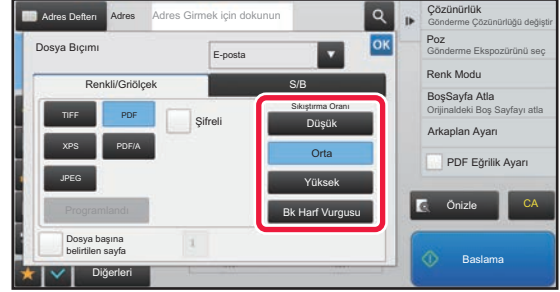 Adres Defteri
Adres
Adres Girmek için dokunun
Dosya Bıçımı
E-posta
OK
Renkli/Griölçek
S/B
TIFF
PDF
Şifreli
XPS
PDF/A
JPEG
Programlandı
Sıkıştırma Oranı
Düşük
Orta
Yüksek
Bk Harf Vurgusu
Dosya başına
belirtilen sayfa
1
Diğerleri
Çözünürlük
Gönderme Çözünürlüğü değiştir
Poz
Gönderme Ekspozürünü seç
Renk Modu
BoşSayfa Atla
Orijinaldeki Boş Sayfayı atla
Arkaplan Ayarı
PDF Eğrilik Ayarı
Önizle
CA
Baslama